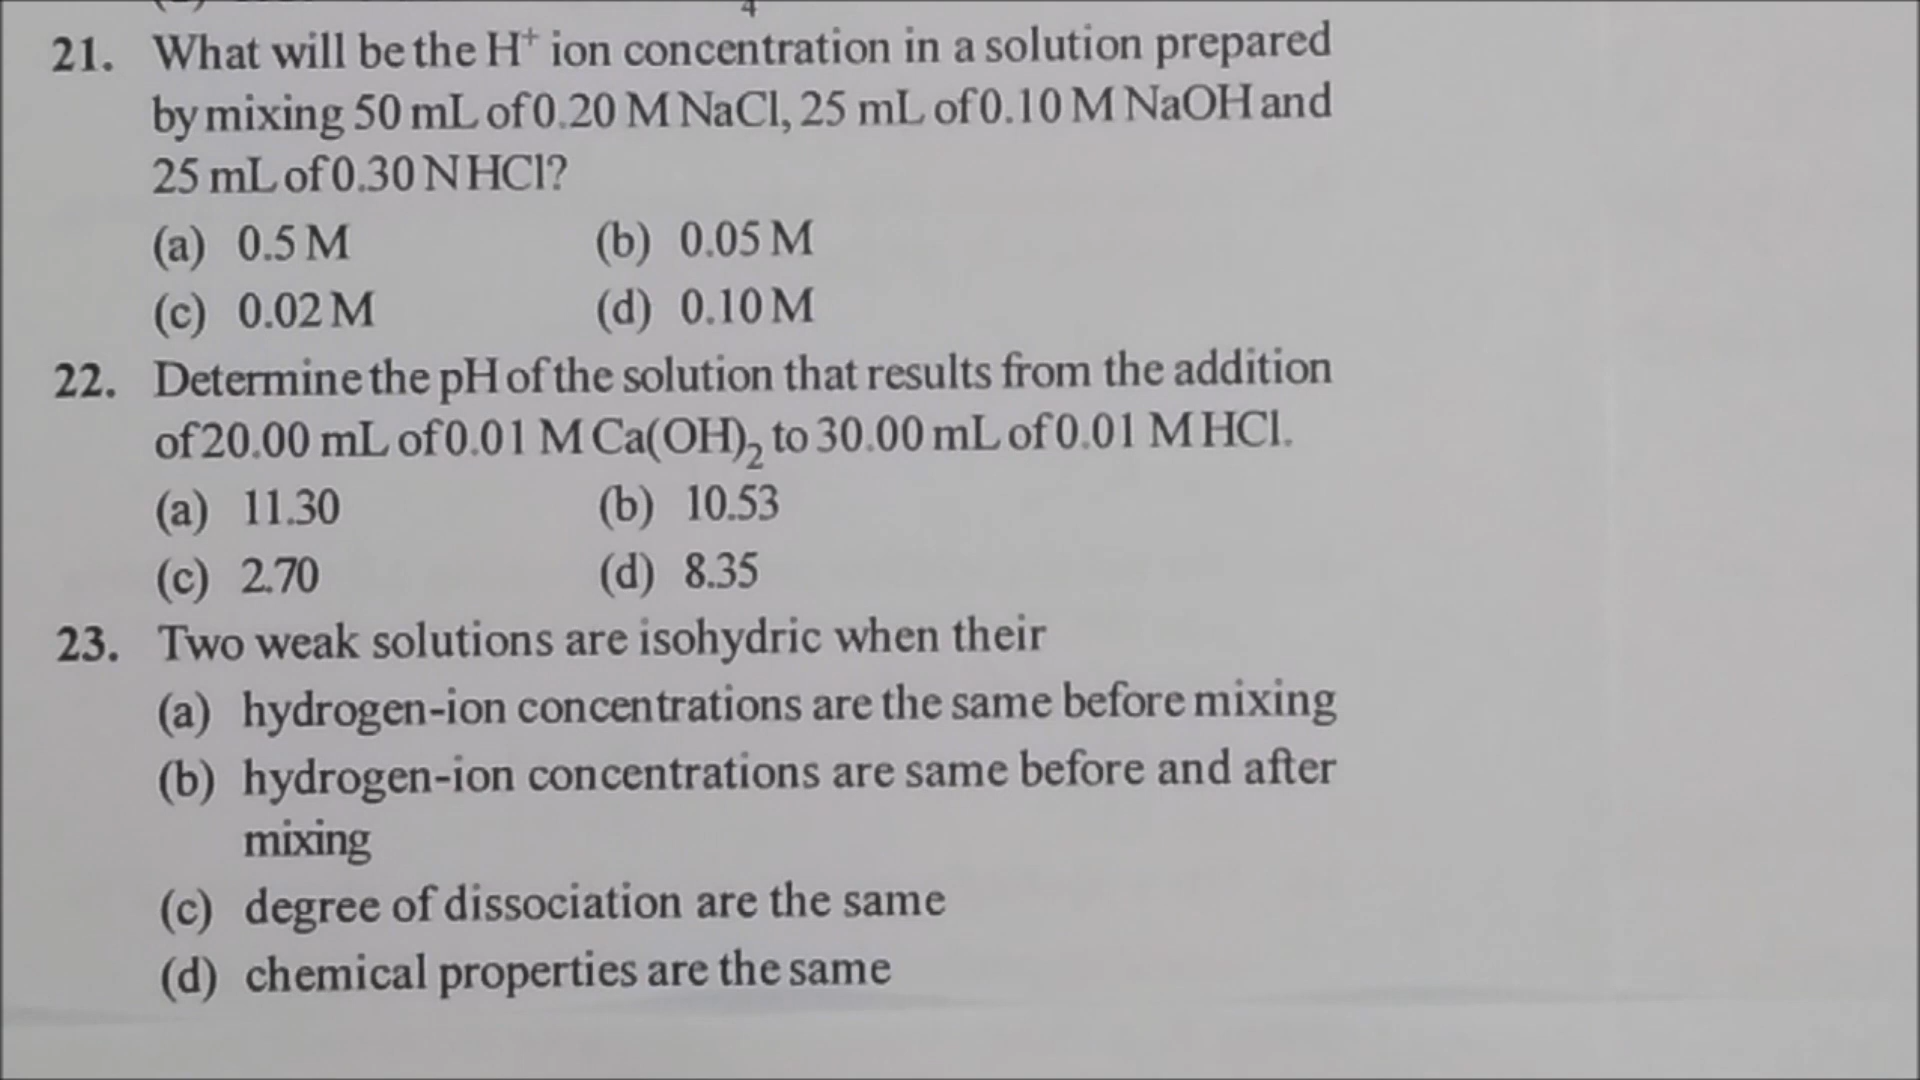 21. What will be the H⁺ ion concentration in a solution prepared
by mixing 50 mL of 0.20 M NaCl, 25 mL of 0.10 M NaOH and
25 mL of 0.30 N HCl?
(a) 0.5 M (b) 0.05 M
(c) 0.02 M (d) 0.10 M
22. Determine the pH of the solution that results from the addition
of 20.00 mL of 0.01 M Ca(OH)₂ to 30.00 mL of 0.01 M HCl.
(a) 11.30 (b) 10.53
(c) 2.70 (d) 8.35
23. Two weak solutions are isohydric when their
(a) hydrogen-ion concentrations are the same before mixing
(b) hydrogen-ion concentrations are same before and after
mixing
(c) degree of dissociation are the same
(d) chemical properties are the same